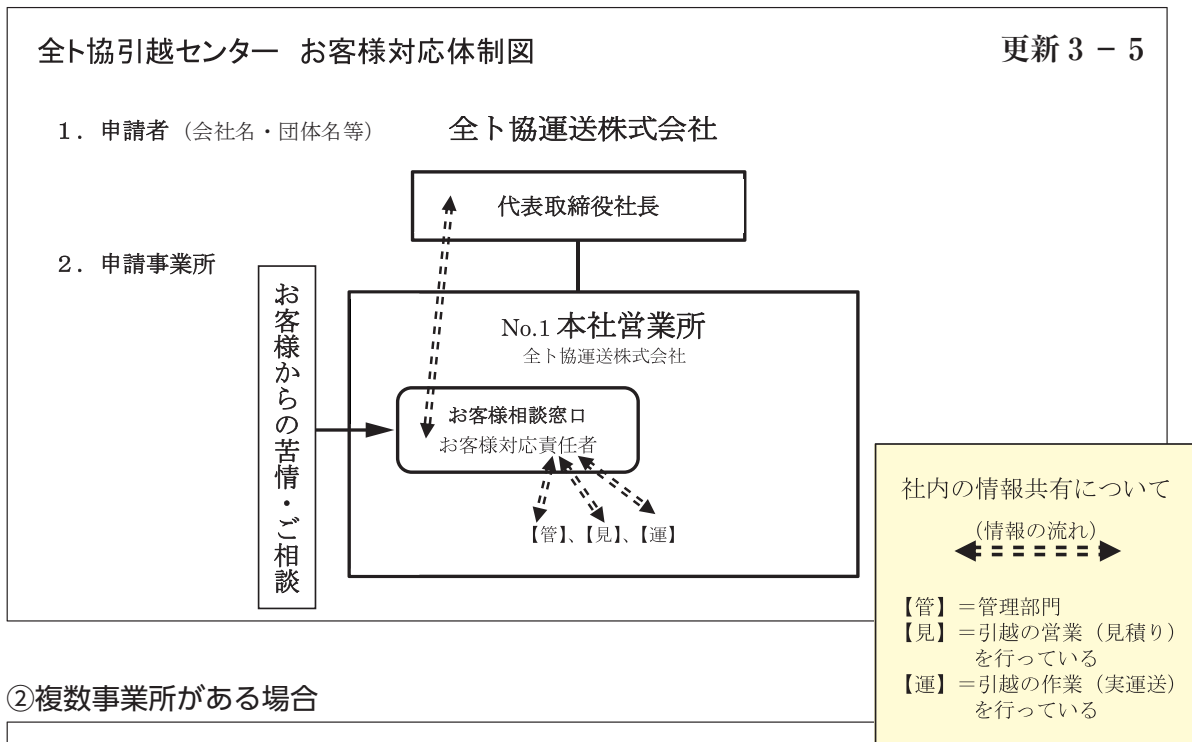 全ト協引越センター お客様対応体制図
更新３－５
１．申請者（会社名・団体名等）
全ト協運送株式会社
代表取締役社長
２．申請事業所
お客様からの苦情・ご相談
No.1 本社営業所
全ト協運送株式会社
お客様相談窓口
お客様対応責任者
【管】、【見】、【運】
社内の情報共有について
（情報の流れ）
【管】＝管理部門
【見】＝引越の営業（見積り）
を行っている
【運】＝引越の作業（実運送）
を行っている
②複数事業所がある場合